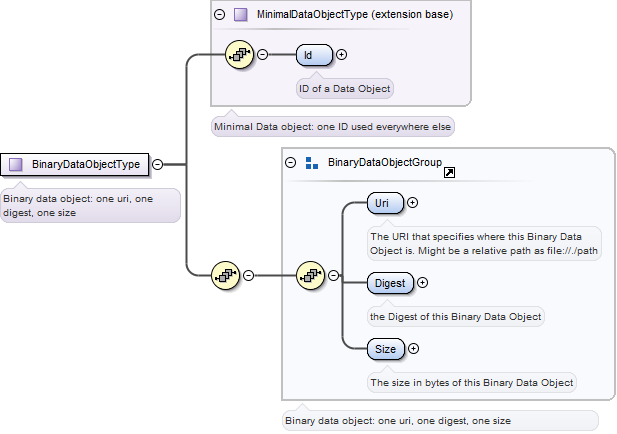 MinimalDataObjectType (extension base)
Id
ID of a Data Object
Minimal Data object: one ID used everywhere else
BinaryDataObjectType
Binary data object: one uri, one
digest, one size
BinaryDataObjectGroup
Uri
The URI that specifies where this Binary Data
Object is. Might be a relative path as file://./path
Digest
the Digest of this Binary Data Object
Size
The size in bytes of this Binary Data Object
Binary data object: one uri, one digest, one size